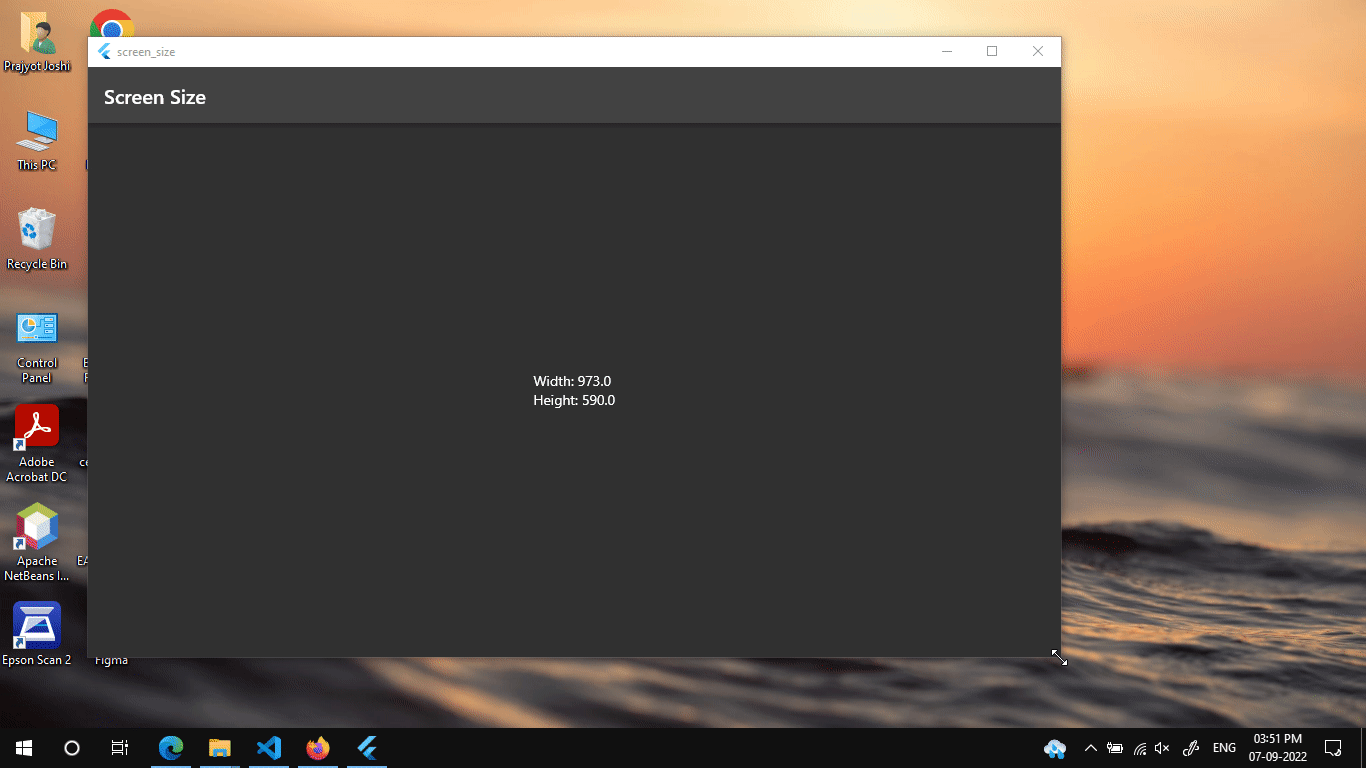 screen_size
Screen Size
Width: 973.0
Height: 590.0
Prajyot Joshi
This PC
Recycle Bin
Control
Panel
Adobe
Acrobat DC
Apache
NetBeans I...
EA
Epson Scan 2
Figma
ENG
03:51 PM
07-09-2022